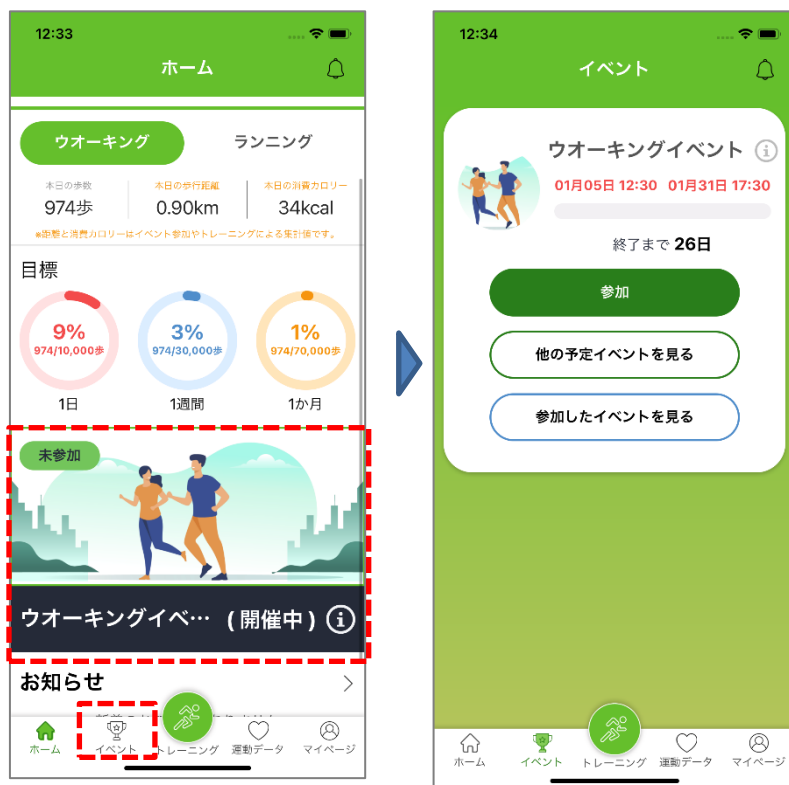 12:33
ホーム
ウオーキング
ランニング
本日の歩数
本日の歩行距離
本日の消費カロリー
974歩
0.90km
34kcal
※距離と消費カロリーはイベント参加やトレーニングによる集計値です。
目標
9%
974/10,000歩
3%
974/30,000歩
1%
974/70,000歩
1日
1週間
1か月
未参加
ウオーキングイベ… (開催中)
お知らせ
ホーム
イベント
トレーニング
運動データ
マイページ
12:34
イベント
ウオーキングイベント
01月05日 12:30 01月31日 17:30
終了まで 26日
参加
他の予定イベントを見る
参加したイベントを見る
ホーム
イベント
トレーニング
運動データ
マイページ